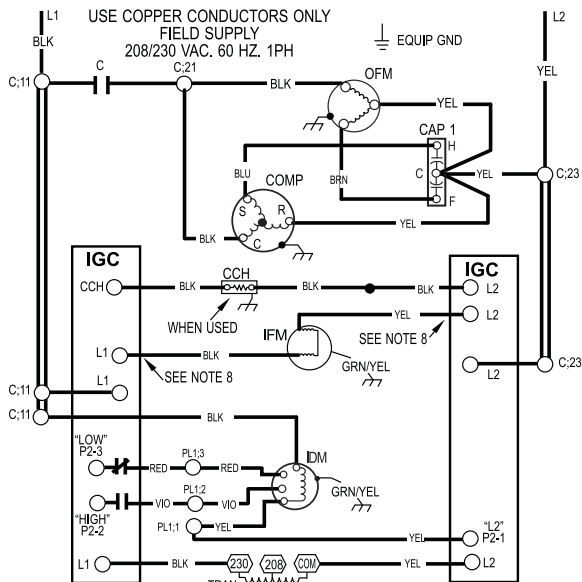 L1
USE COPPER CONDUCTORS ONLY
L2
BLK
FIELD SUPPLY
208/230 VAC. 60 HZ. 1PH
EQUIP GND
C
C;21
OFM
YEL
C;11
BLK
YEL
CAP 1
H
BLU
COMP
BRN
C
YEL
C;23
S
R
F
YEL
BLK
C
IGC
IGC
CCH
CCH
BLK
BLK
BLK
L2
WHEN USED
YEL
L2
IFM
SEE NOTE 8
L1
BLK
GRN/YEL
L2
C;23
SEE NOTE 8
L1
C;11
C;11
BLK
"LOW"
P2-3
PL1;3
IDM
RED
RED
PL1;2
GRN/YEL
VIO
VIO
"HIGH"
P2-2
PL1;1
YEL
"L2"
YEL
P2-1
L1
BLK
230
208
COM
YEL
L2
TRAN